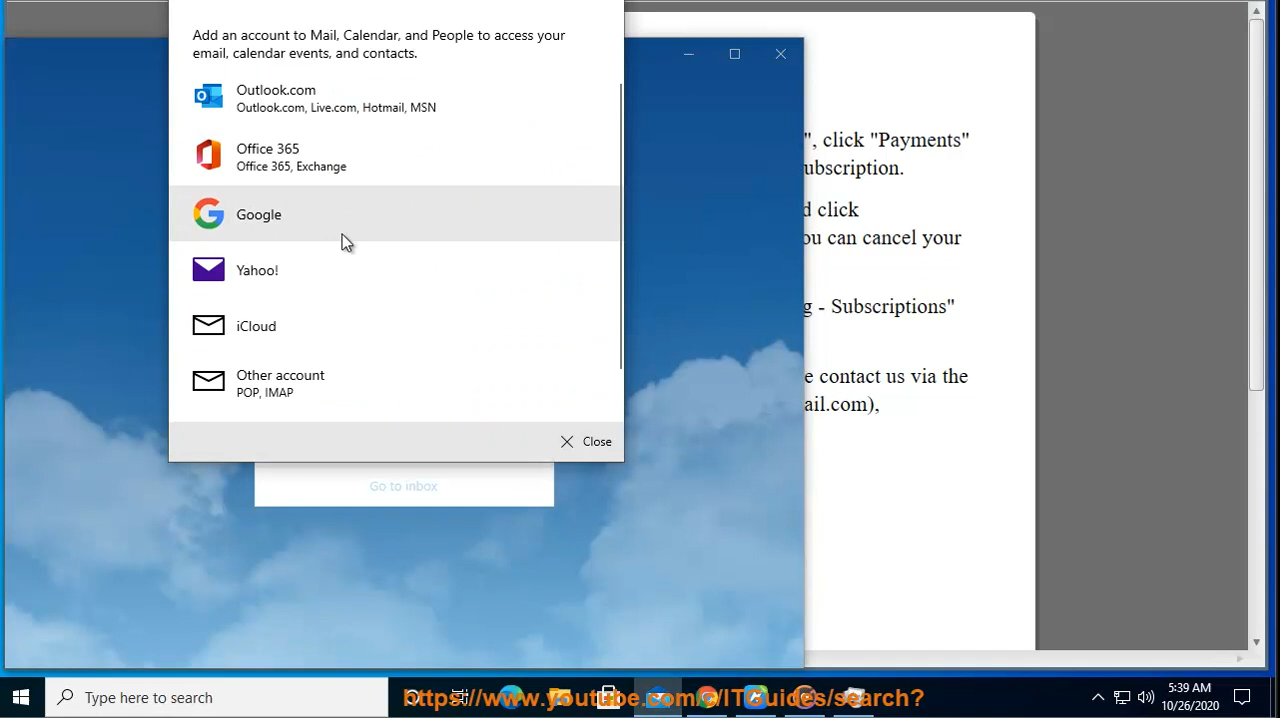 Add an account to Mail, Calendar, and People to access your
email, calendar events, and contacts.
Outlook.com
Outlook.com, Live.com, Hotmail, MSN
Office 365
Office 365, Exchange
Google
Yahoo!
iCloud
Other account
POP, IMAP
Close
Go to inbox
", click "Payments"
ubscription.
d click
ou can cancel your
g - Subscriptions"
e contact us via the
ail.com),
Type here to search
https://www.youtube.com/c/ITGuides/search?
5:39 AM
10/26/2020